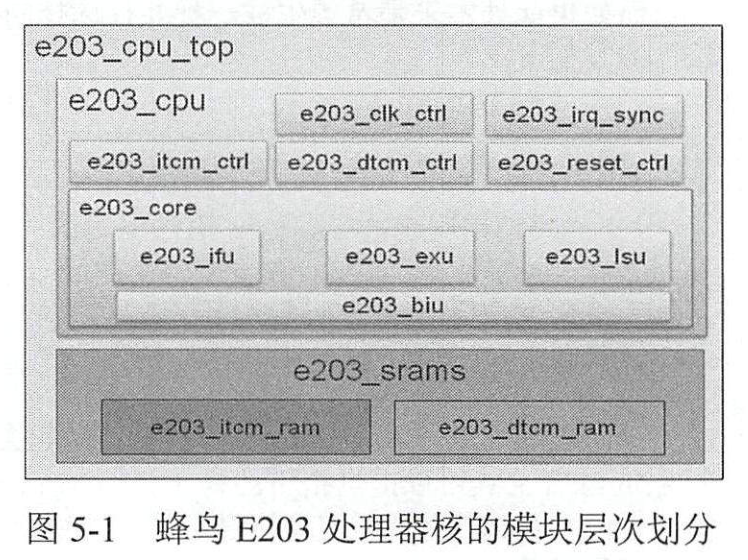 e203_cpu_top
e203_cpu
e203_clk_ctrl e203_irq_sync
e203_itcm_ctrl e203_dtcm_ctrl e203_reset_ctrl
e203_core
e203_ifu e203_exu e203_lsu
e203_biu
e203_srams
e203_itcm_ram e203_dtcm_ram
图 5-1 蜂鸟 E203 处理器核的模块层次划分